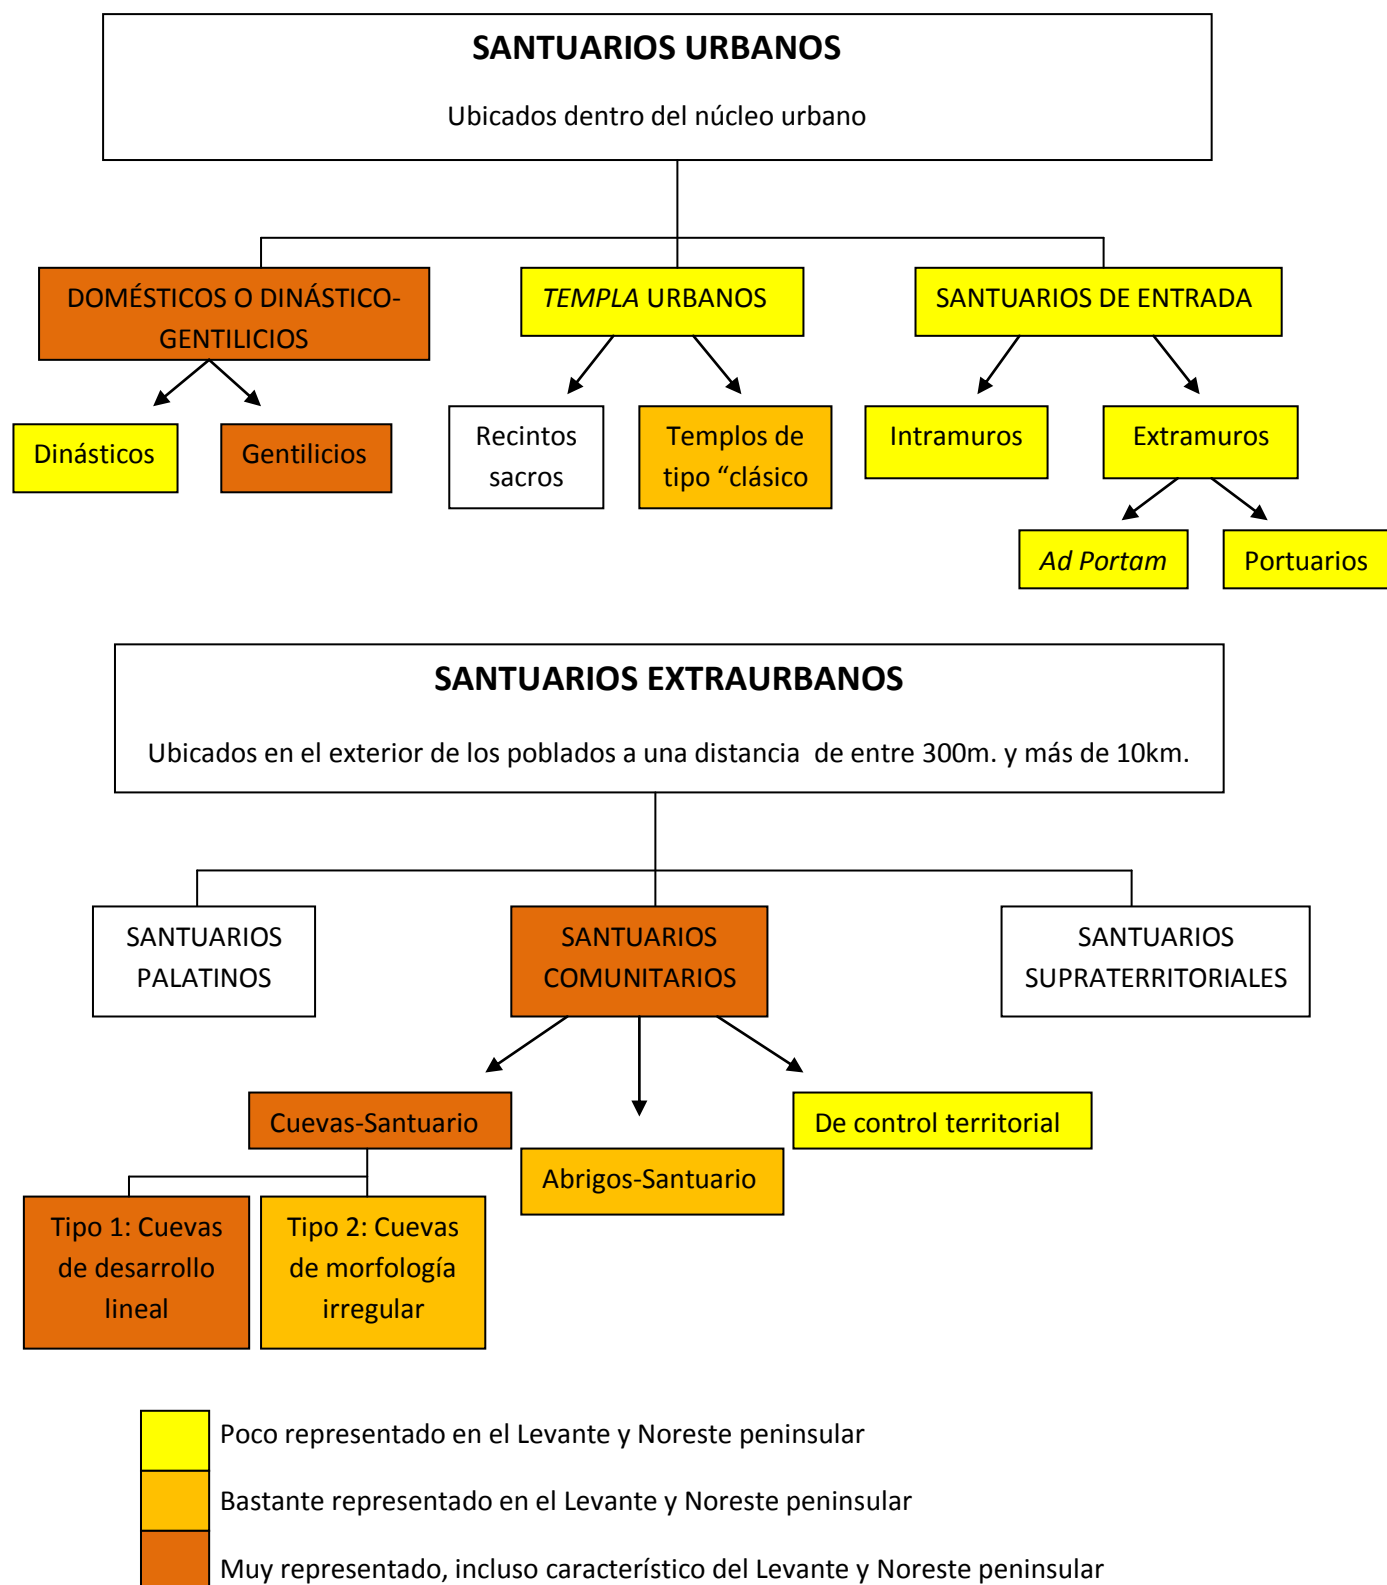 SANTUARIOS URBANOS
Ubicados dentro del núcleo urbano
DOMÉSTICOS O DINÁSTICO-
GENTILICIOS
TEMPLA URBANOS
SANTUARIOS DE ENTRADA
Dinásticos
Gentilicios
Recintos
sacros
Templos de
tipo “clásico
Intramuros
Extramuros
Ad Portam
Portuarios
SANTUARIOS EXTRAURBANOS
Ubicados en el exterior de los poblados a una distancia de entre 300m. y más de 10km.
SANTUARIOS
PALATINOS
SANTUARIOS
COMUNITARIOS
SANTUARIOS
SUPRATERRITORIALES
Cuevas-Santuario
Abrigos-Santuario
De control territorial
Tipo 1: Cuevas
de desarrollo
lineal
Tipo 2: Cuevas
de morfología
irregular
Poco representado en el Levante y Noreste peninsular
Bastante representado en el Levante y Noreste peninsular
Muy representado, incluso característico del Levante y Noreste peninsular